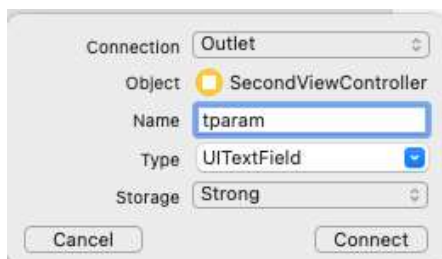 Connection Outlet
Object SecondViewController
Name tparam
Type UITextField
Storage Strong
Cancel Connect